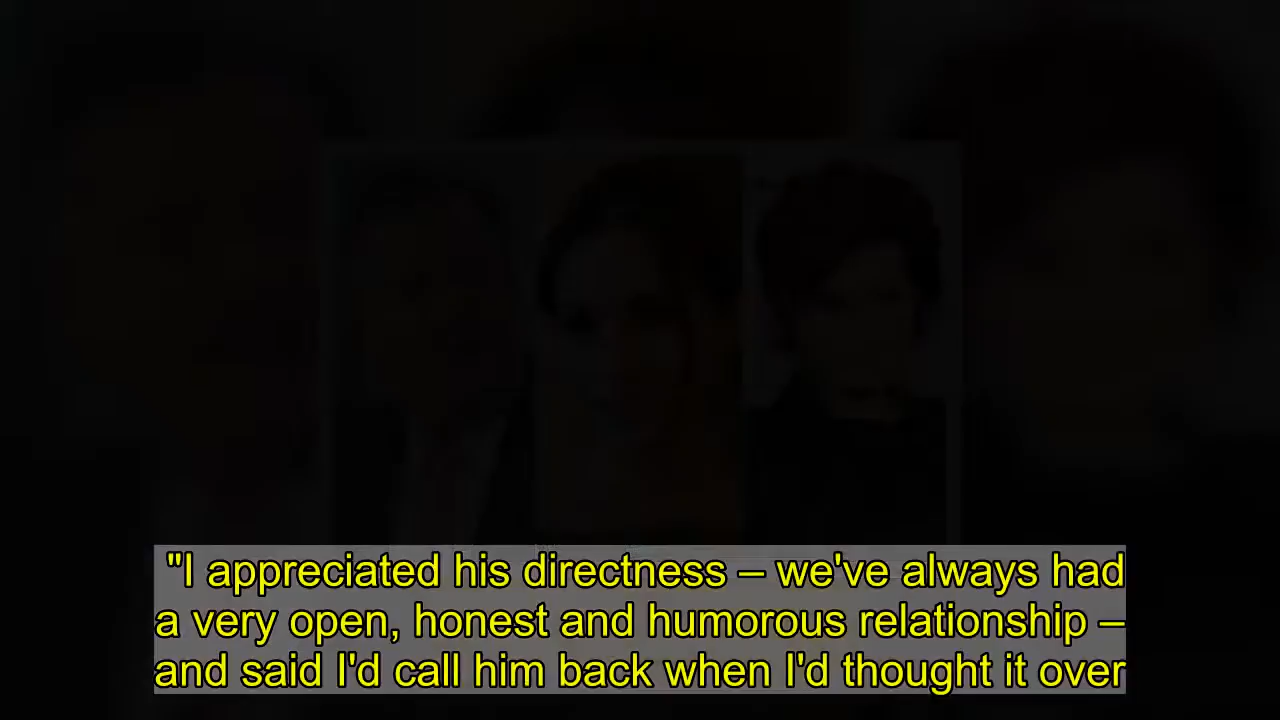 "I appreciated his directness – we've always had
a very open, honest and humorous relationship –
and said I'd call him back when I'd thought it over